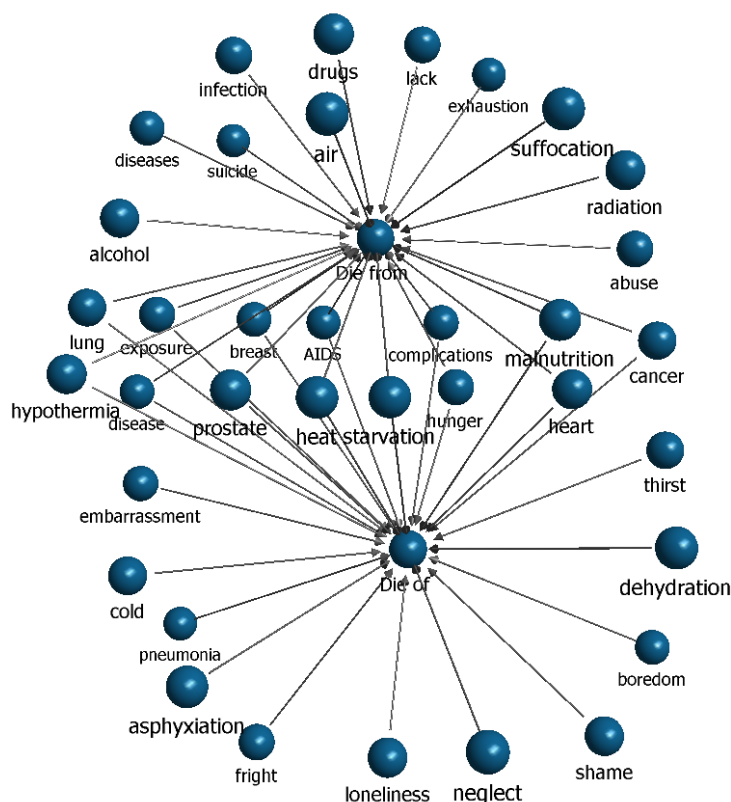 drugs
lack
infection
exhaustion
air
suffocation
diseases
suicide
radiation
alcohol
abuse
Die from
lung
exposure
breast
AIDS
complications
malnutrition
cancer
hypothermia
disease
prostate
heat
starvation
hunger
heart
thirst
embarrassment
Die of
dehydration
cold
pneumonia
boredom
asphyxiation
fright
loneliness
neglect
shame